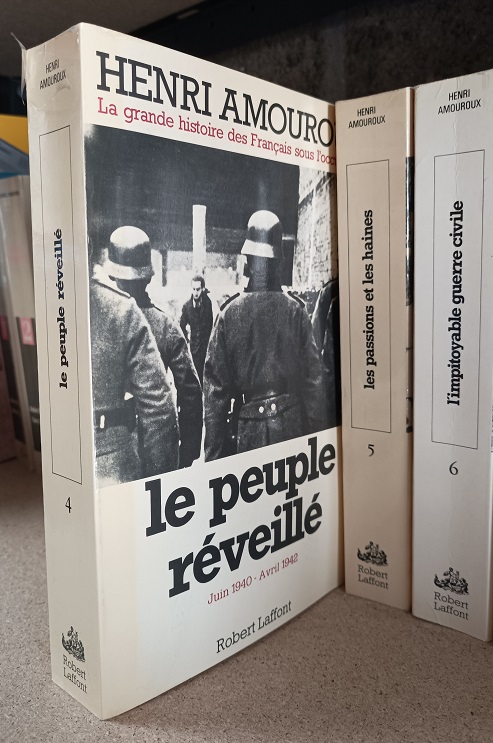 HENRI
AMOUROUX
le peuple réveillé
4
Robert
Laffont
HENRI AMOURO
La grande histoire des Français sous l'occ
le peuple
réveillé
Juin 1940 - Avril 1942
Robert Laffont
HENRI
AMOUROUX
les passions et les haines
5
Robert
Laffont
HENRI
AMOUROUX
l'impitoyable guerre civile
6
Robert
Laffont